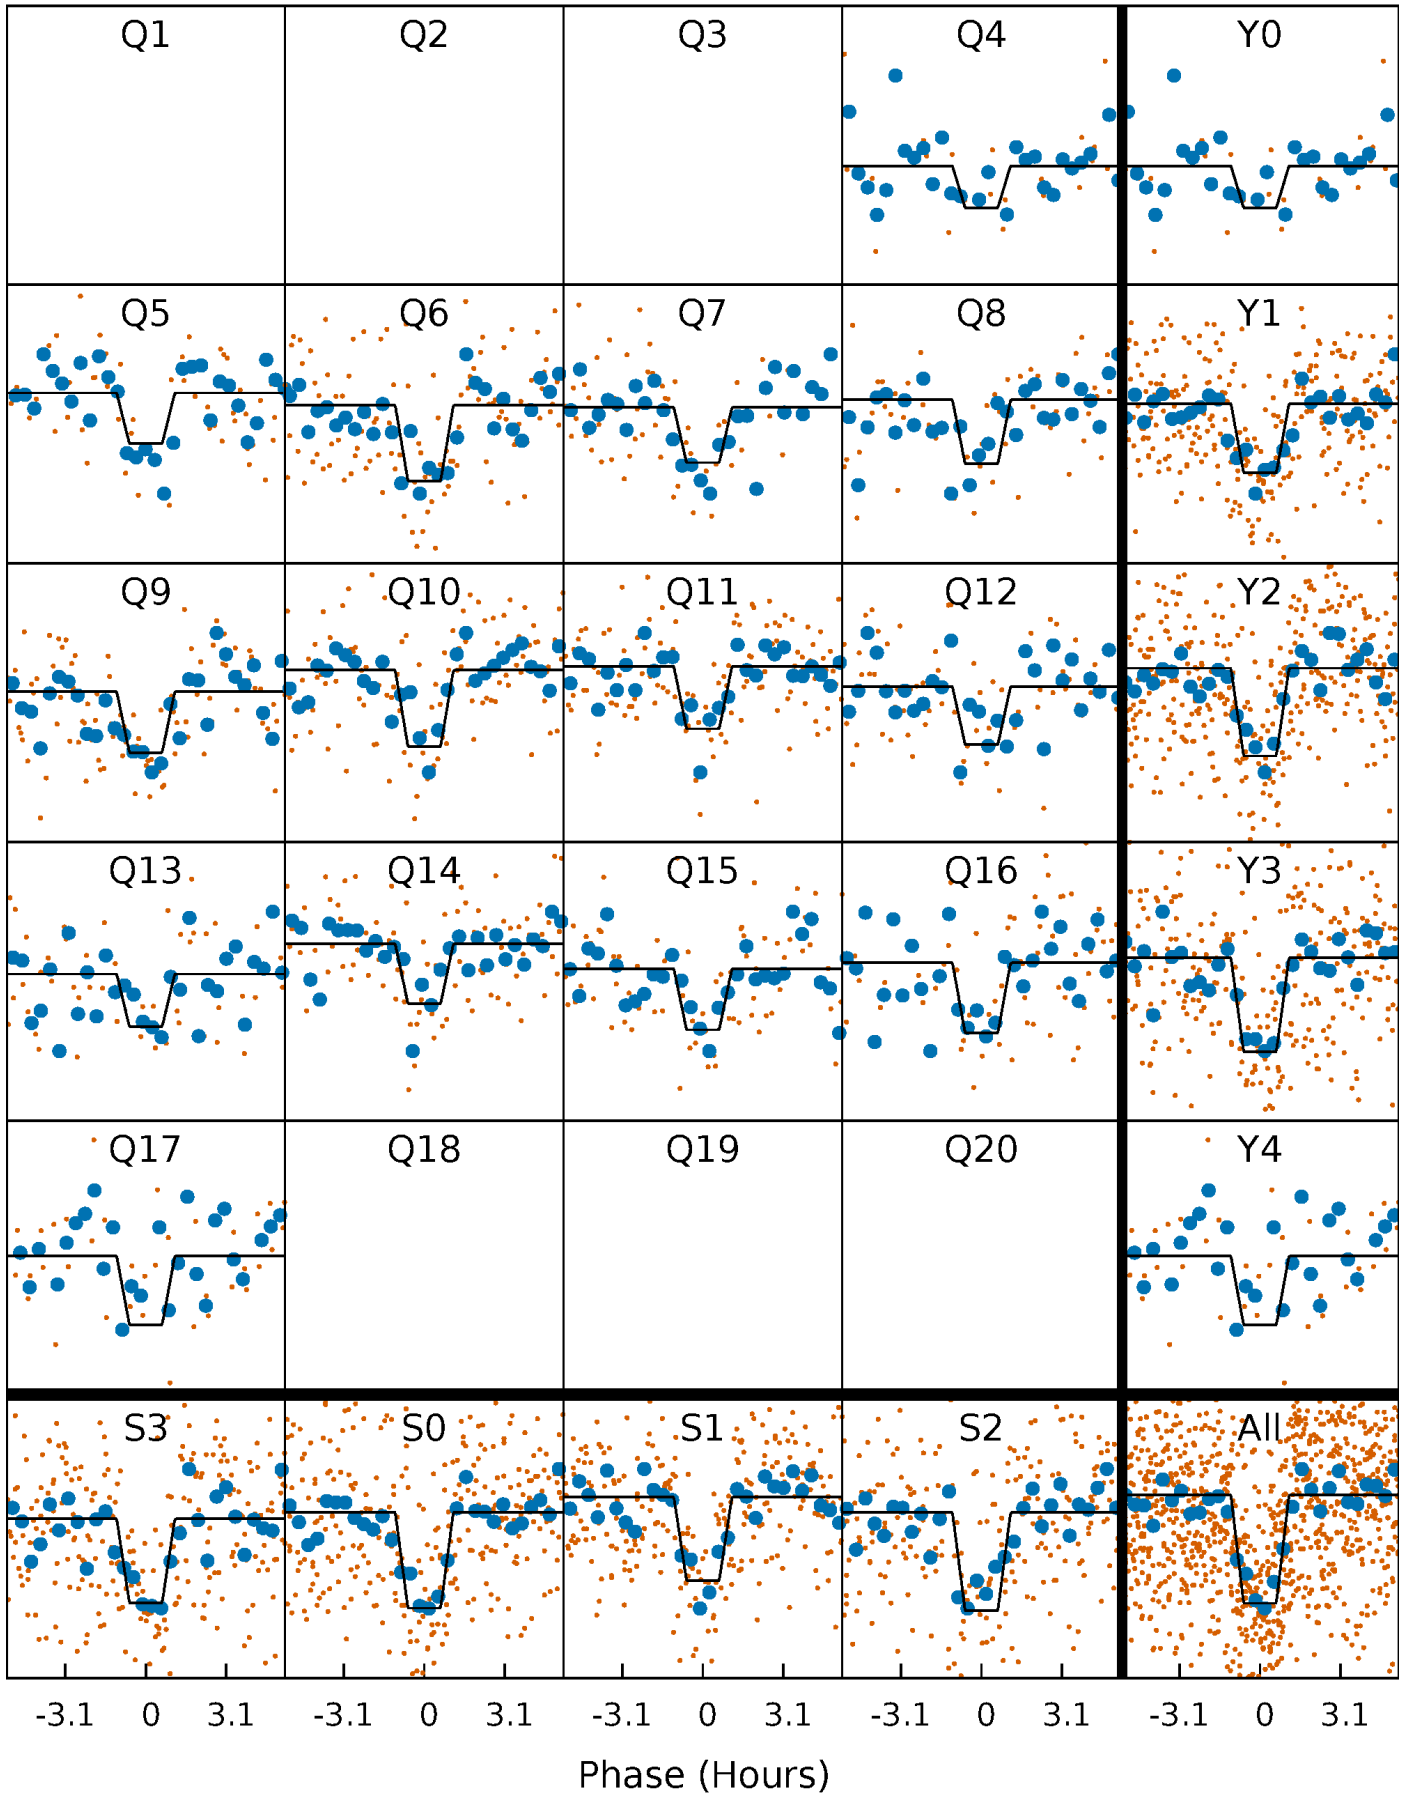 Q1 Q2 Q3 Q4 Y0
Q5 Q6 Q7 Q8 Y1
Q9 Q10 Q11 Q12 Y2
Q13 Q14 Q15 Q16 Y3
Q17 Q18 Q19 Q20 Y4
S3 S0 S1 S2 All
-3.1 0 3.1 -3.1 0 3.1 -3.1 0 3.1 -3.1 0 3.1 -3.1 0 3.1
Phase (Hours)